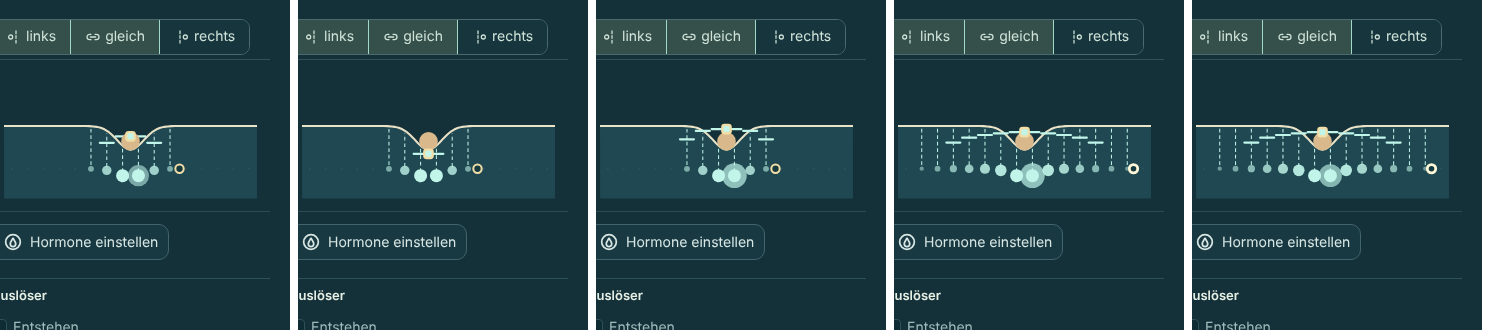 links gleich rechts links gleich rechts links gleich rechts links gleich rechts links gleich rechts
Hormone einstellen Hormone einstellen Hormone einstellen Hormone einstellen Hormone einstellen
uslöser uslöser uslöser uslöser uslöser
Entstehen Entstehen Entstehen Entstehen Entstehen